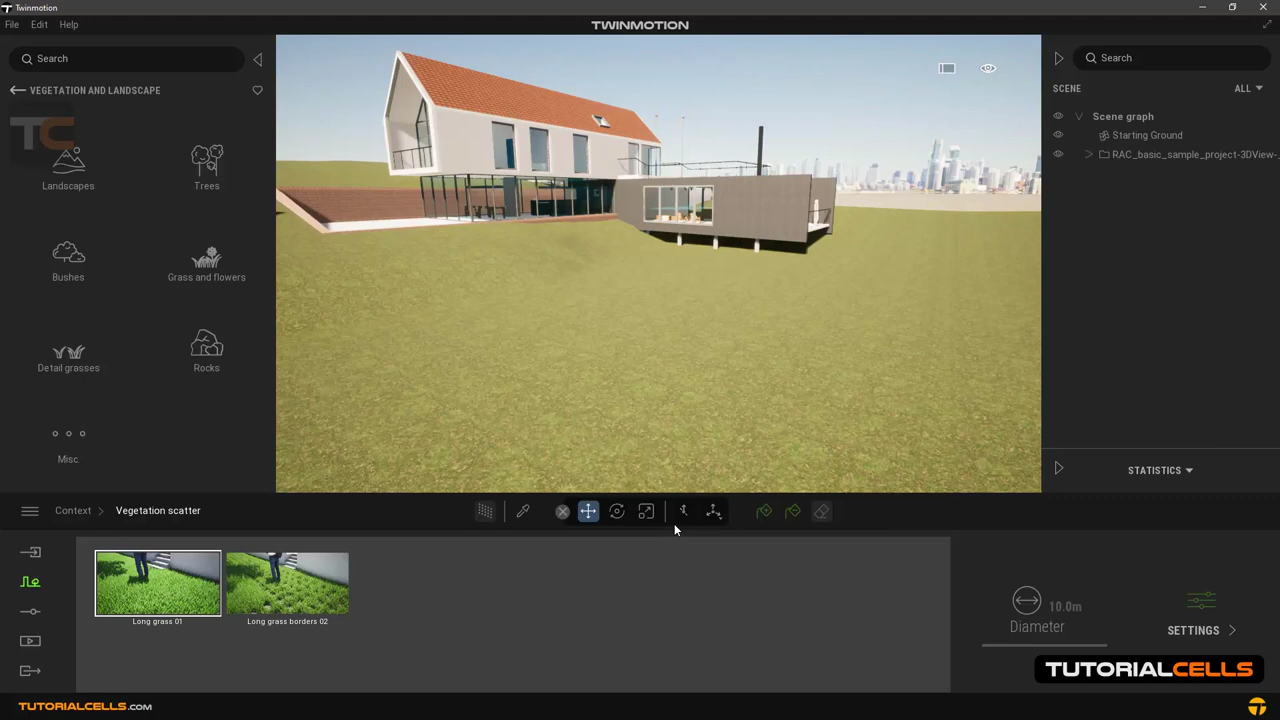 Twinmotion
File Edit Help
TWINMOTION
Search
VEGETATION AND LANDSCAPE
TC
Landscapes
Trees
Bushes
Grass and flowers
Detail grasses
Rocks
Misc.
Search
SCENE
ALL
Scene graph
Starting Ground
RAC_basic_sample_project-3DView-
STATISTICS
Context > Vegetation scatter
Long grass 01
Long grass borders 02
10.0m
Diameter
SETTINGS
TUTORIALCELLS
TUTORIALCELLS.COM